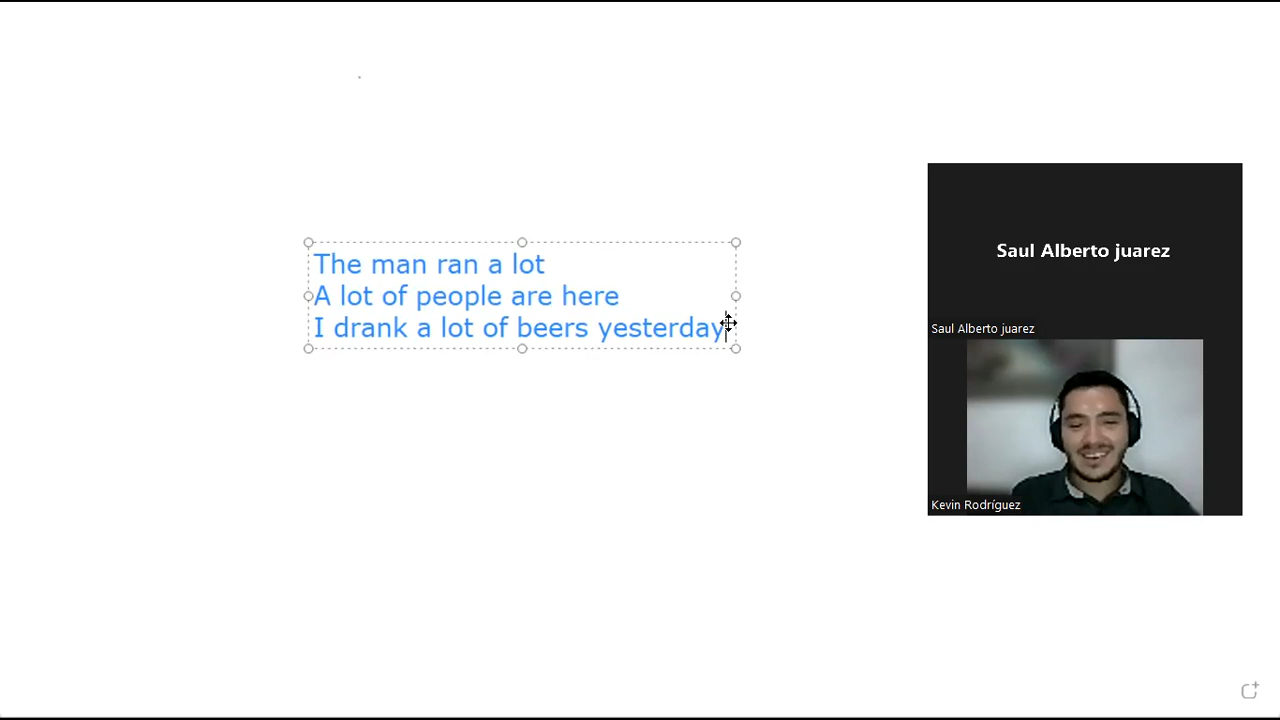 The man ran a lot
A lot of people are here
I drank a lot of beers yesterday
Saul Alberto juarez
Saul Alberto juarez
Kevin Rodríguez